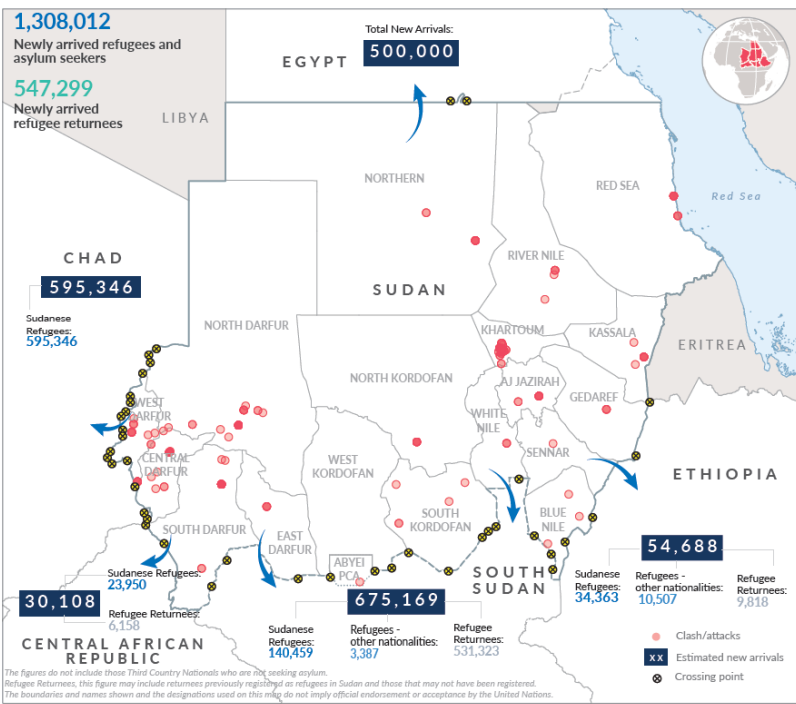 1,308,012
Newly arrived refugees and
asylum seekers
547,299
Newly arrived
refugee returnees
Total New Arrivals:
500,000
EGYPT
LIBYA
NORTHERN
RED SEA
Red Sea
RIVER NILE
CHAD
595,346
Sudanese
Refugees:
595,346
SUDAN
NORTH DARFUR
KHARTOUM
KASSALA
ERITREA
NORTH KORDOFAN
AJ JAZIRAH
GEDAREF
WEST
DARFUR
WHITE
NILE
SENNAR
CENTRAL
DARFUR
WEST
KORDOFAN
ETHIOPIA
SOUTH
KORDOFAN
BLUE
NILE
SOUTH DARFUR
EAST
DARFUR
ABYEI
PCA
SOUTH
SUDAN
54,688
Sudanese
Refugees:
34,363
Refugees -
other nationalities:
10,507
Refugee
Returnees:
9,818
Sudanese Refugees:
23,950
30,108
Refugee Returnees:
6,158
CENTRAL AFRICAN
REPUBLIC
675,169
Sudanese
Refugees:
140,459
Refugees -
other nationalities:
3,387
Refugee
Returnees:
531,323
Clash/attacks
xx Estimated new arrivals
Crossing point
The figures do not include those Third Country Nationals who are not seeking asylum.
Refugee Returnees, this figure may include returnees previously registered as refugees in Sudan and those that may not have been registered.
The boundaries and names shown and the designations used on this map do not imply official endorsement or acceptance by the United Nations.